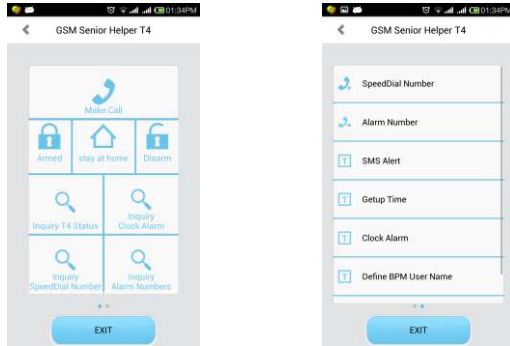 01:34PM
GSM Senior Helper T4
Make Call
Armed
stay at home
Disarm
Inquiry T4 Status
Inquiry
Clock Alarm
Inquiry
SpeedDial Number
Inquiry
Alarm Numbers
EXIT
01:34PM
GSM Senior Helper T4
SpeedDial Number
Alarm Number
T
SMS Alert
T
Getup Time
T
Clock Alarm
T
Define BPM User Name
EXIT